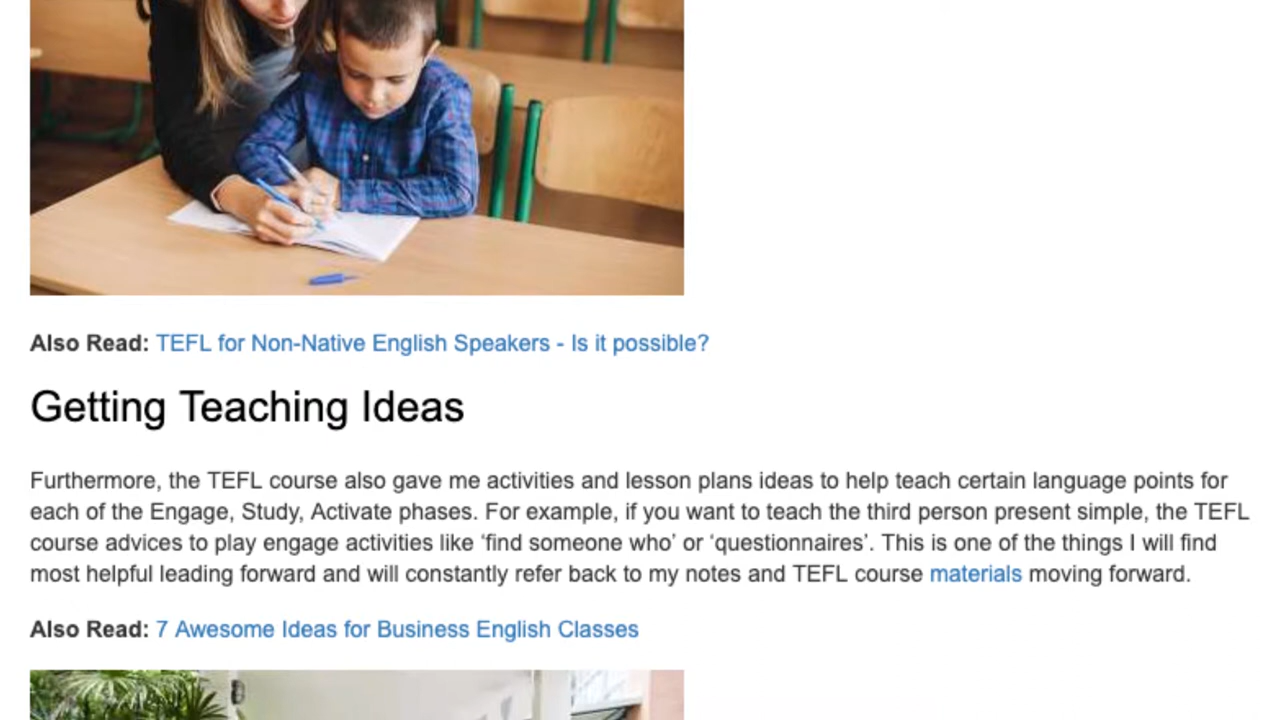 Also Read: TEFL for Non-Native English Speakers - Is it possible?
Getting Teaching Ideas
Furthermore, the TEFL course also gave me activities and lesson plans ideas to help teach certain language points for
each of the Engage, Study, Activate phases. For example, if you want to teach the third person present simple, the TEFL
course advices to play engage activities like ‘find someone who’ or ‘questionnaires’. This is one of the things I will find
most helpful leading forward and will constantly refer back to my notes and TEFL course materials moving forward.
Also Read: 7 Awesome Ideas for Business English Classes